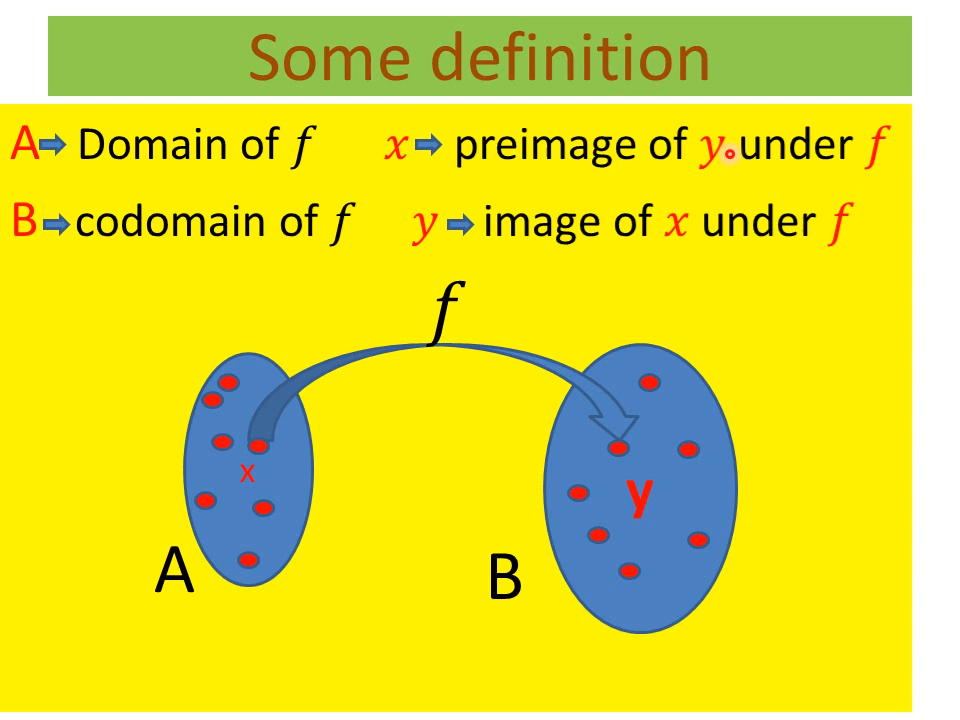 Some definition
A Domain of f x preimage of y under f
B codomain of f y image of x under f
f
x
y
A
B